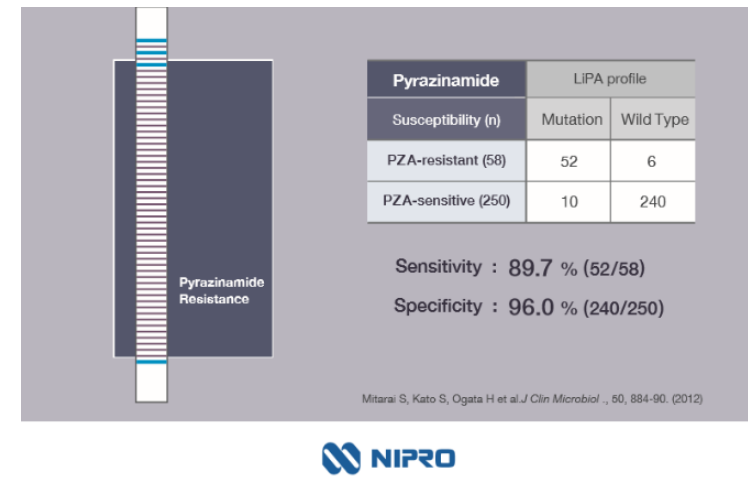 Pyrazinamide LiPA profile
Susceptibility (n) Mutation Wild Type
PZA-resistant (58) 52 6
PZA-sensitive (250) 10 240
Sensitivity : 89.7 % (52/58)
Specificity : 96.0 % (240/250)
Pyrazinamide
Resistance
Mitarai S, Kato S, Ogata H et al.J Clin Microbiol ., 50, 884-90. (2012)
NIPRO